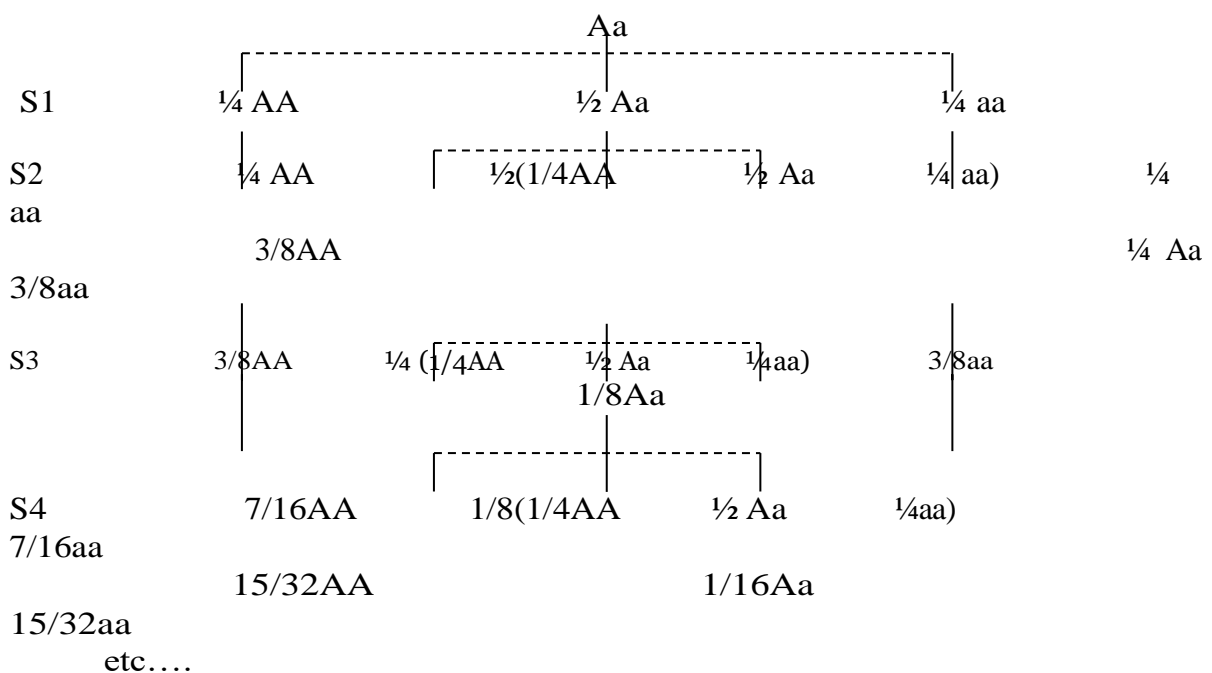 Aa
S1 ¼ AA ½ Aa ¼ aa
S2 ¼ AA ½(1/4AA ½ Aa ¼ aa) ¼
aa
3/8AA ¼ Aa
3/8aa
S3 3/8AA ¼ (1/4AA ½ Aa ¼aa) 3/8aa
1/8Aa
S4 7/16AA 1/8(1/4AA ½ Aa ¼aa)
7/16aa
15/32AA 1/16Aa
15/32aa
etc….